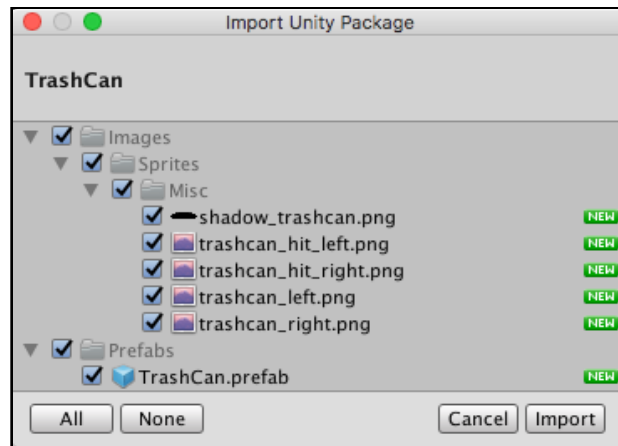 Import Unity Package
TrashCan
Images
Sprites
Misc
shadow_trashcan.png NEW
trashcan_hit_left.png NEW
trashcan_hit_right.png NEW
trashcan_left.png NEW
trashcan_right.png NEW
Prefabs
TrashCan.prefab NEW
All None Cancel Import